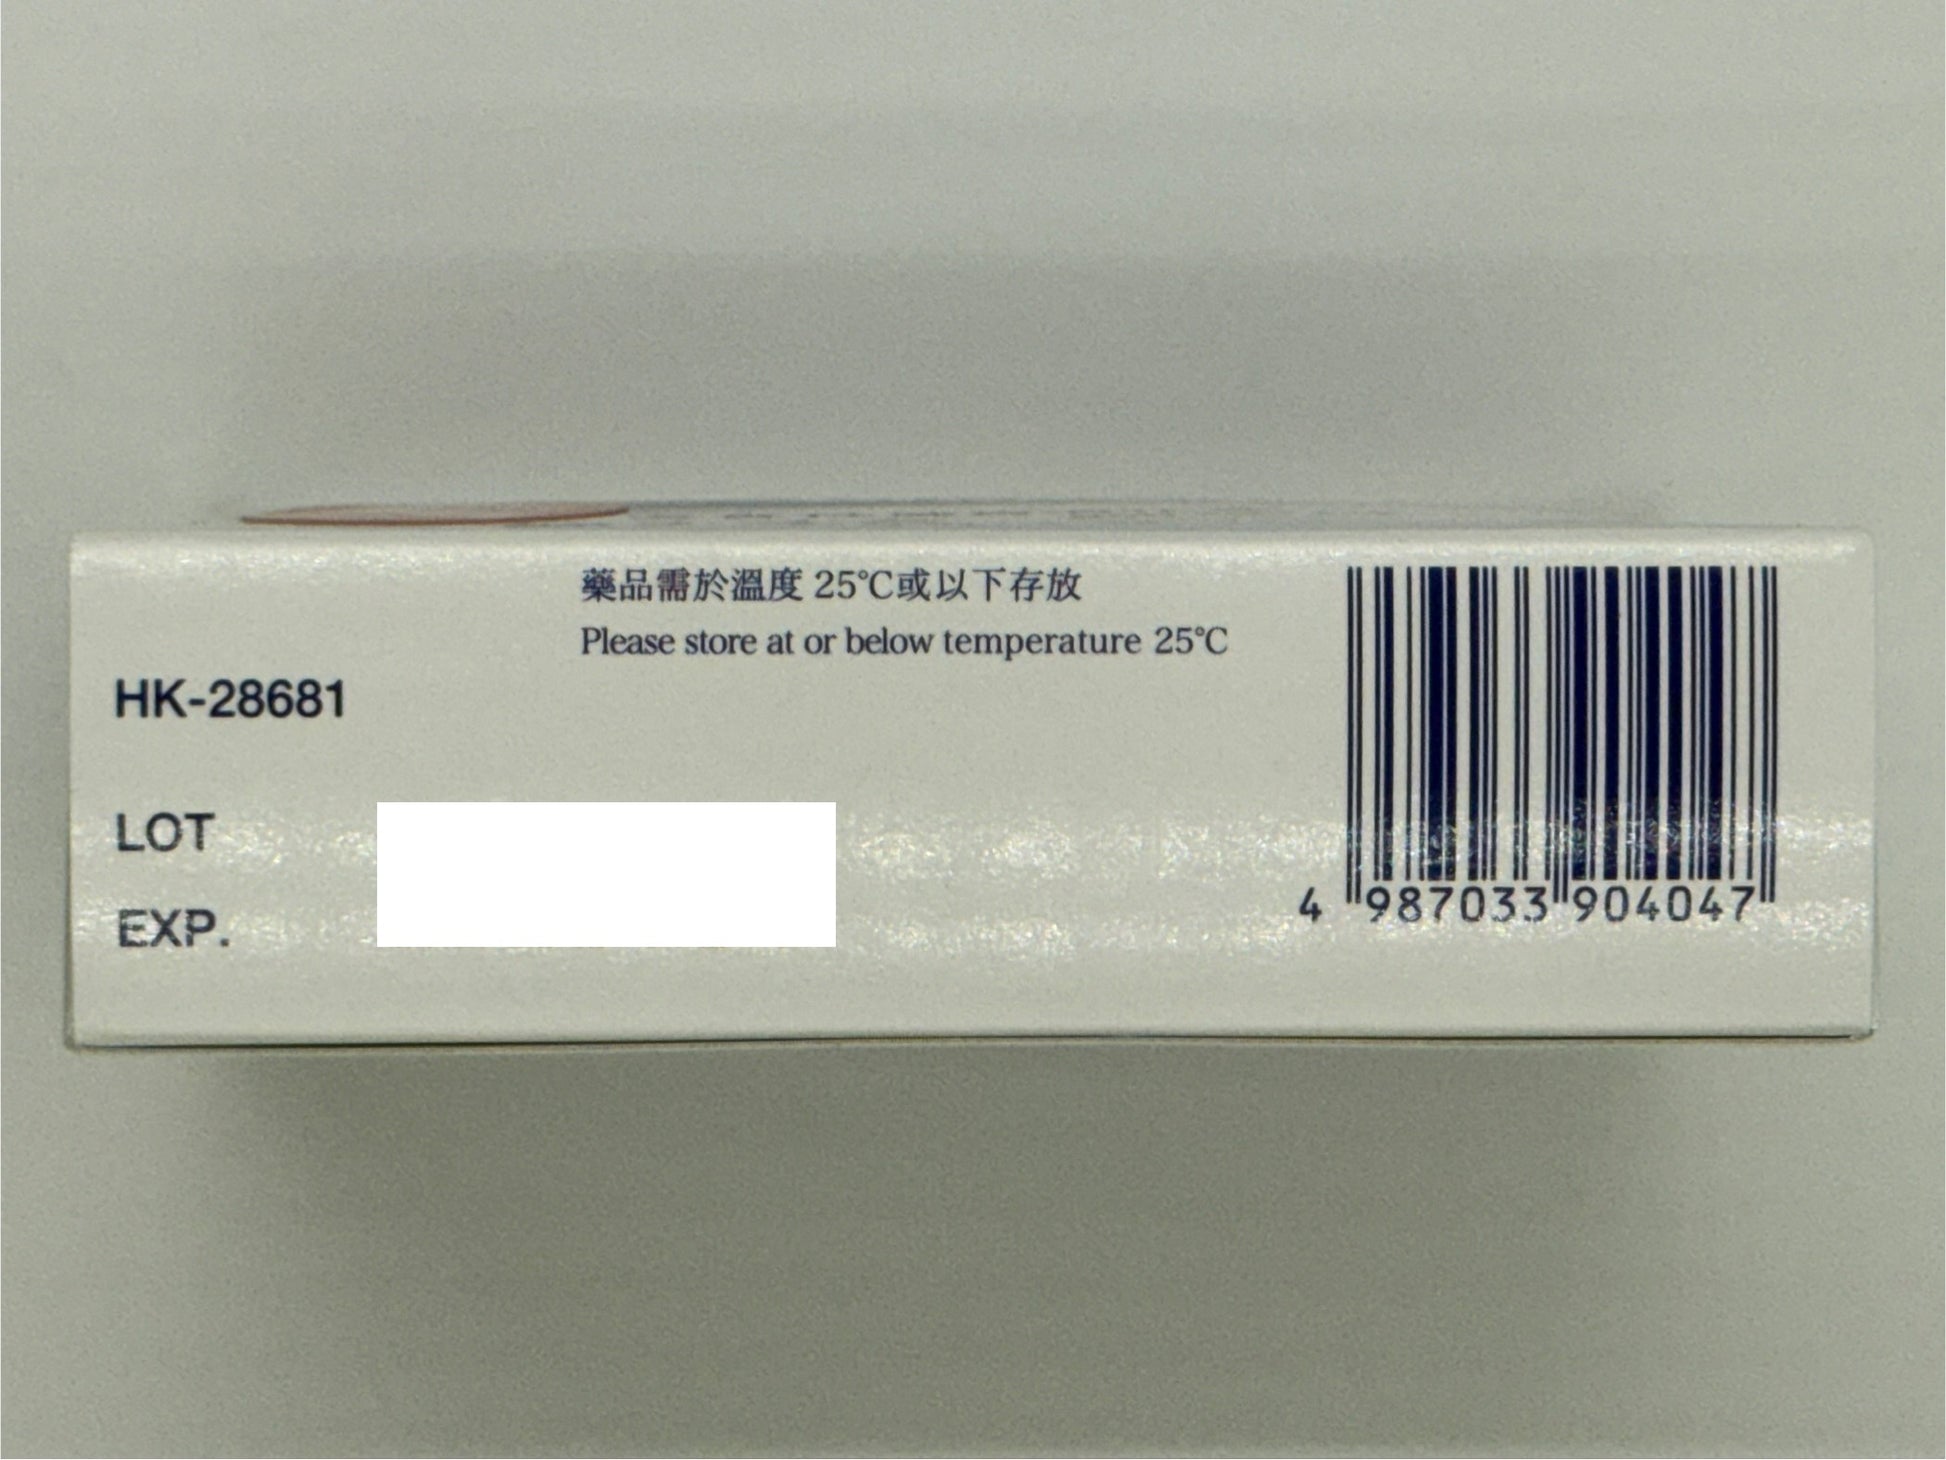 藥品需於溫度 25℃或以下存放
Please store at or below temperature 25℃
HK-28681
LOT
EXP.
4 987033 904047